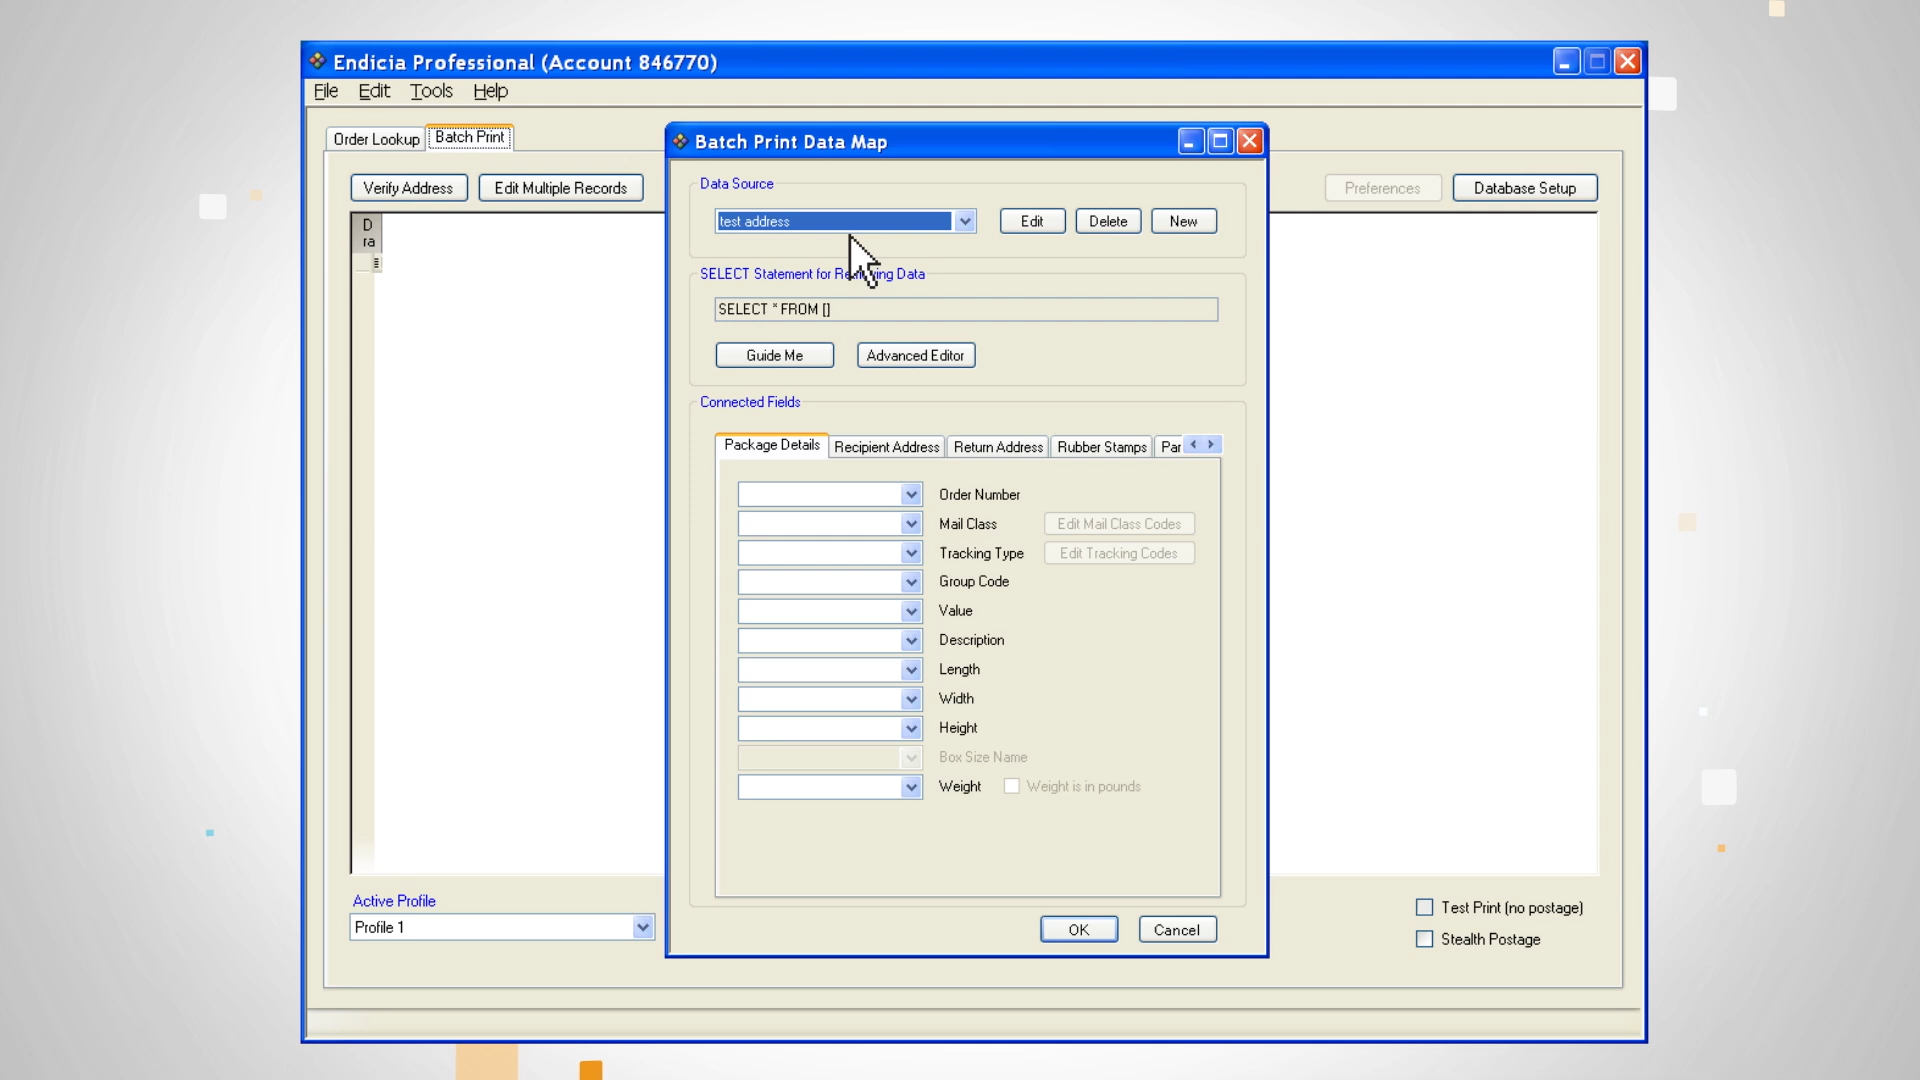 Endicia Professional (Account 846770)
File Edit Tools Help
Order Lookup Batch Print
Verify Address Edit Multiple Records
Preferences Database Setup
D
ra
Batch Print Data Map
Data Source
test address Edit Delete New
SELECT Statement for Data
SELECT * FROM []
Guide Me Advanced Editor
Connected Fields
Package Details Recipient Address Return Address Rubber Stamps Par
Order Number
Mail Class Edit Mail Class Codes
Tracking Type Edit Tracking Codes
Group Code
Value
Description
Length
Width
Height
Box Size Name
Weight Weight is in pounds
OK Cancel
Active Profile
Profile 1
Test Print (no postage)
Stealth Postage